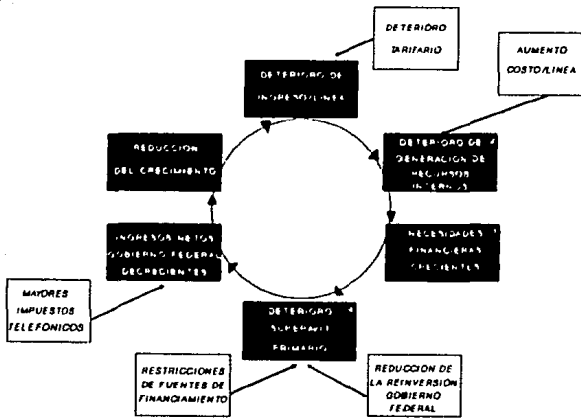 DETERIORO
TARIFARIO
AUMENTO
COSTO/LINEA
DETERIORO DE
INGRESO/LINEA
REDUCCION
DEL CRECIMIENTO
DETERIORO DE
GENERACION DE
RECURSOS
INTERNOS
INGRESOS NETOS
GOBIERNO FEDERAL
DECRECIENTES
NECESIDADES
FINANCIERAS
CRECIENTES
MAYORES
IMPUESTOS
TELEFONICOS
DETERIORO
SUPERAVIT
PRIMARIO
RESTRICCIONES
DE FUENTES DE
FINANCIAMIENTO
REDUCCION DE
LA REINVERSIÓN
GOBIERNO
FEDERAL